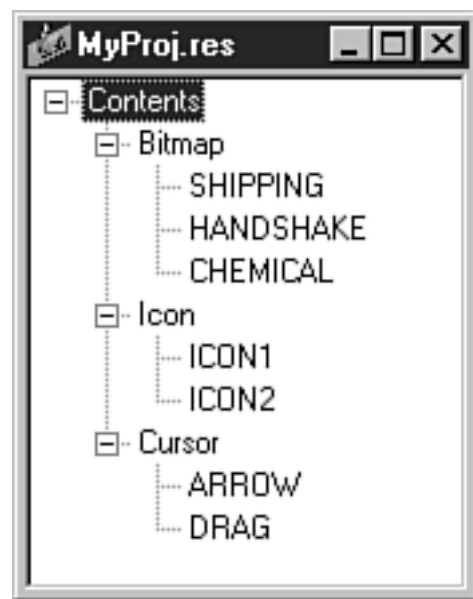 MyProj.res
Contents
Bitmap
SHIPPING
HANDSHAKE
CHEMICAL
Icon
ICON1
ICON2
Cursor
ARROW
DRAG